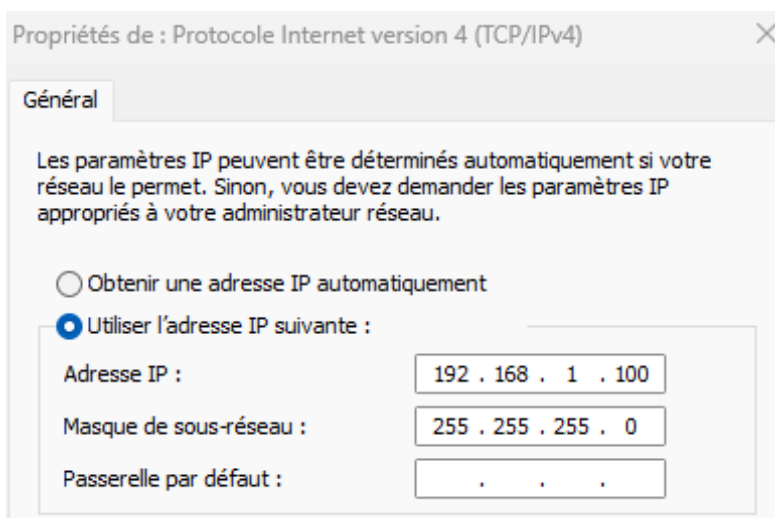 Propriétés de : Protocole Internet version 4 (TCP/IPv4)
Général
Les paramètres IP peuvent être déterminés automatiquement si votre
réseau le permet. Sinon, vous devez demander les paramètres IP
appropriés à votre administrateur réseau.
Obtenir une adresse IP automatiquement
Utiliser l’adresse IP suivante :
Adresse IP : 192 . 168 . 1 . 100
Masque de sous-réseau : 255 . 255 . 255 . 0
Passerelle par défaut : . . .